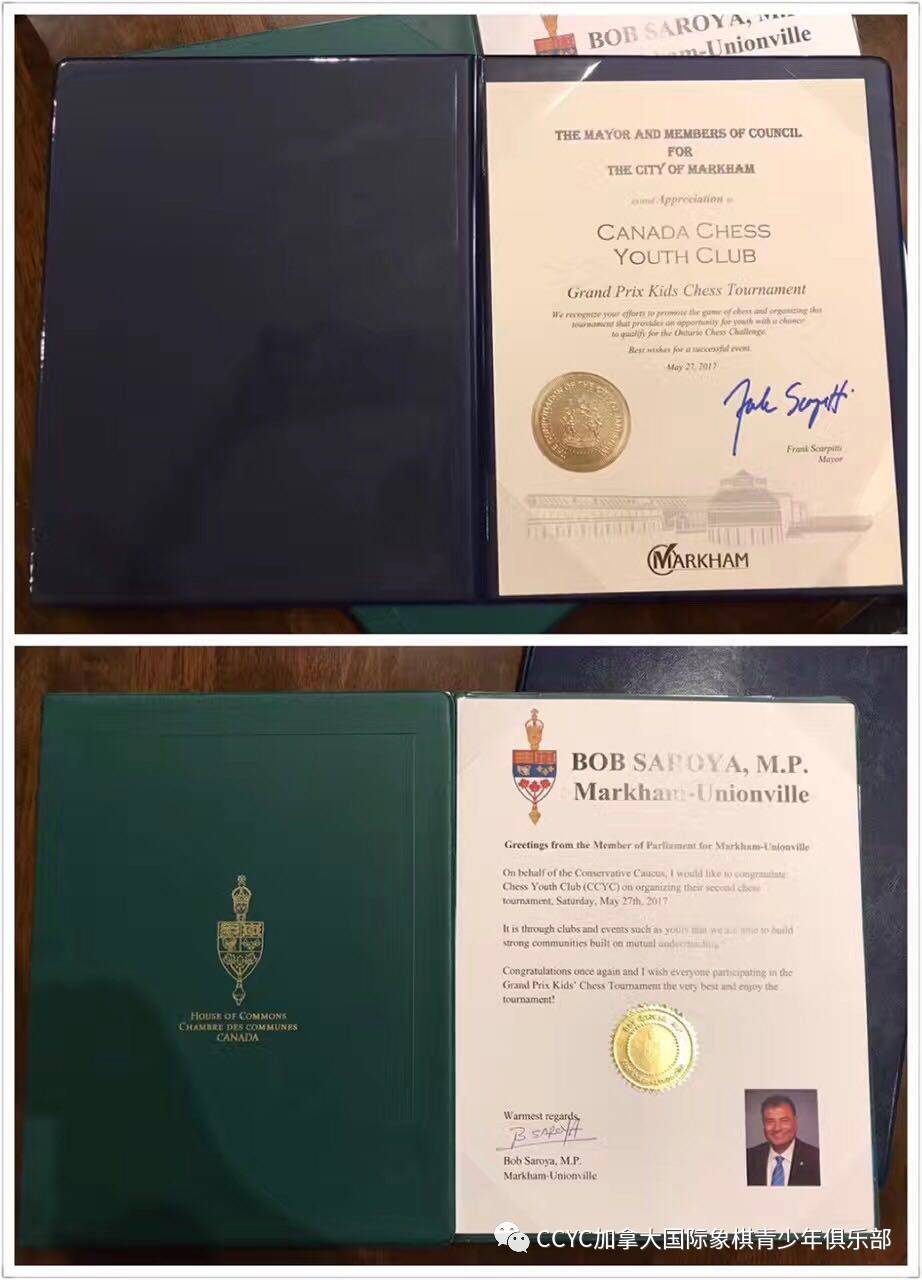 BOB SAROYA, M.P.
Markham-Unionville
THE MAYOR AND MEMBERS OF COUNCIL
FOR
THE CITY OF MARKHAM
extend Appreciation to
CANADA CHESS
YOUTH CLUB
Grand Prix Kids Chess Tournament
We recognize your efforts to promote the game of chess and organizing this
tournament that provides an opportunity for youth with a chance
to qualify for the Ontario Chess Challenge.
Best wishes for a successful event.
May 27, 2017
Frank Scarpitti
Mayor
MARKHAM
BOB SAROYA, M.P.
Markham-Unionville
Greetings from the Member of Parliament for Markham-Unionville
On behalf of the Conservative Caucus, I would like to congratulate
Chess Youth Club (CCYC) on organizing their second chess
tournament, Saturday, May 27th, 2017
It is through clubs and events such as yours that we are able to build
strong communities built on mutual understanding
Congratulations once again and I wish everyone participating in the
Grand Prix Kids' Chess Tournament the very best and enjoy the
tournament!
HOUSE OF COMMONS
CHAMBRE DES COMMUNES
CANADA
Warmest regards,
B SAROYA
Bob Saroya, M.P.
Markham-Unionville
CCYC加拿大国际象棋青少年俱乐部